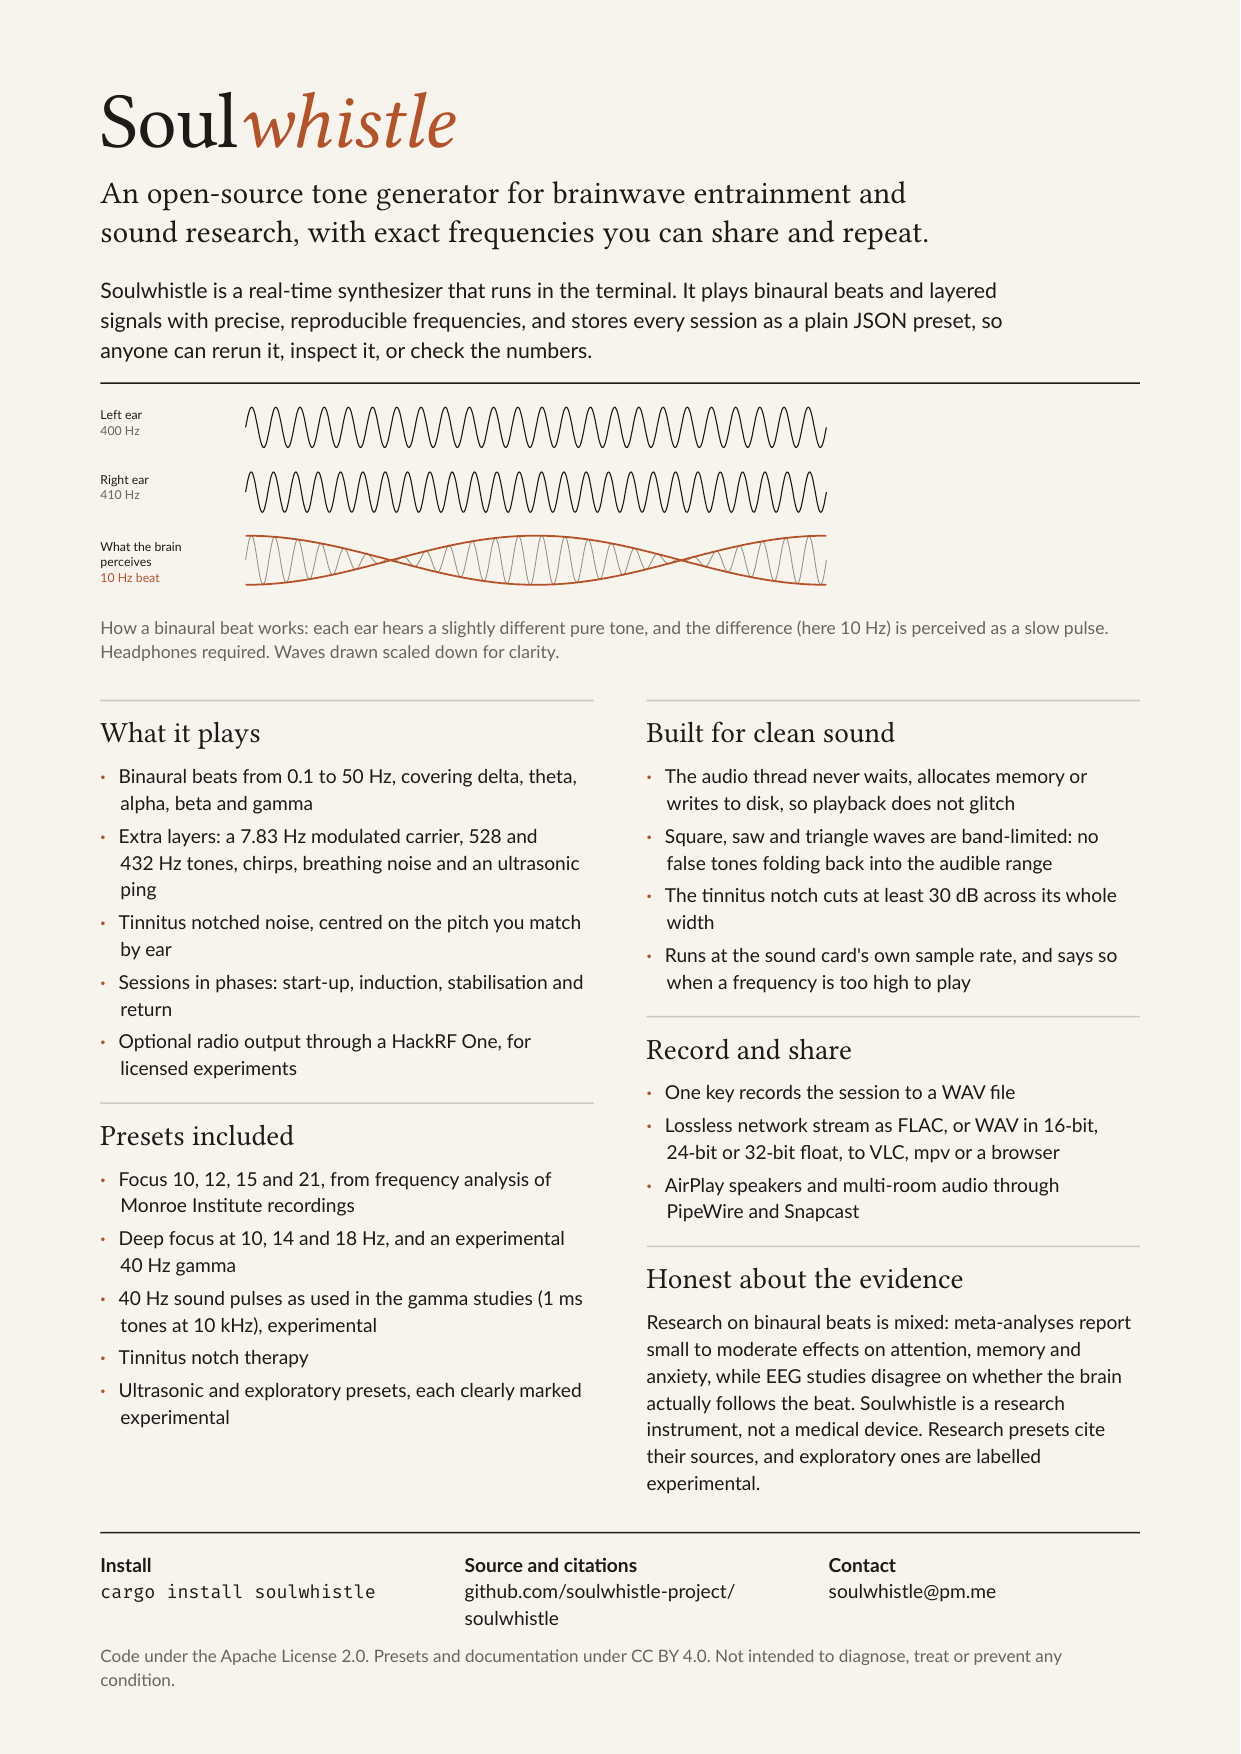 Soulwhistle
An open-source tone generator for brainwave entrainment and
sound research, with exact frequencies you can share and repeat.
Soulwhistle is a real-time synthesizer that runs in the terminal. It plays binaural beats and layered
signals with precise, reproducible frequencies, and stores every session as a plain JSON preset, so
anyone can rerun it, inspect it, or check the numbers.
Left ear
400 Hz
Right ear
410 Hz
What the brain
perceives
10 Hz beat
How a binaural beat works: each ear hears a slightly different pure tone, and the difference (here 10 Hz) is perceived as a slow pulse.
Headphones required. Waves drawn scaled down for clarity.
What it plays
• Binaural beats from 0.1 to 50 Hz, covering delta, theta,
alpha, beta and gamma
• Extra layers: a 7.83 Hz modulated carrier, 528 and
432 Hz tones, chirps, breathing noise and an ultrasonic
ping
• Tinnitus notched noise, centred on the pitch you match
by ear
• Sessions in phases: start-up, induction, stabilisation and
return
• Optional radio output through a HackRF One, for
licensed experiments
Presets included
• Focus 10, 12, 15 and 21, from frequency analysis of
Monroe Institute recordings
• Deep focus at 10, 14 and 18 Hz, and an experimental
40 Hz gamma
• 40 Hz sound pulses as used in the gamma studies (1 ms
tones at 10 kHz), experimental
• Tinnitus notch therapy
• Ultrasonic and exploratory presets, each clearly marked
experimental
Built for clean sound
• The audio thread never waits, allocates memory or
writes to disk, so playback does not glitch
• Square, saw and triangle waves are band-limited: no
false tones folding back into the audible range
• The tinnitus notch cuts at least 30 dB across its whole
width
• Runs at the sound card's own sample rate, and says so
when a frequency is too high to play
Record and share
• One key records the session to a WAV file
• Lossless network stream as FLAC, or WAV in 16-bit,
24-bit or 32-bit float, to VLC, mpv or a browser
• AirPlay speakers and multi-room audio through
PipeWire and Snapcast
Honest about the evidence
Research on binaural beats is mixed: meta-analyses report
small to moderate effects on attention, memory and
anxiety, while EEG studies disagree on whether the brain
actually follows the beat. Soulwhistle is a research
instrument, not a medical device. Research presets cite
their sources, and exploratory ones are labelled
experimental.
Install
cargo install soulwhistle
Source and citations
github.com/soulwhistle-project/
soulwhistle
Contact
soulwhistle@pm.me
Code under the Apache License 2.0. Presets and documentation under CC BY 4.0. Not intended to diagnose, treat or prevent any
condition.